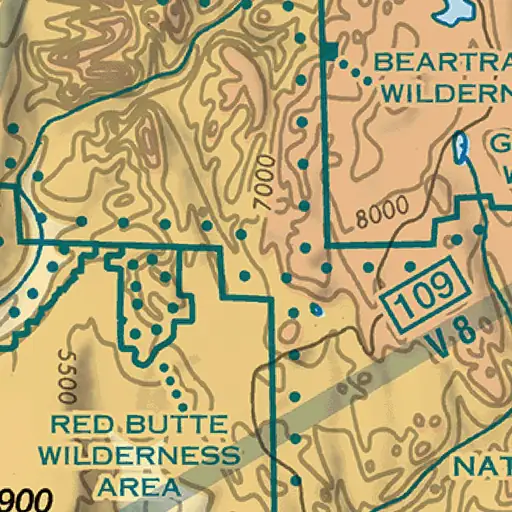 BEARTRA
WILDERN
G
W
7000
8000
109
V-8
5500
RED BUTTE
WILDERNESS
AREA
NAT
900